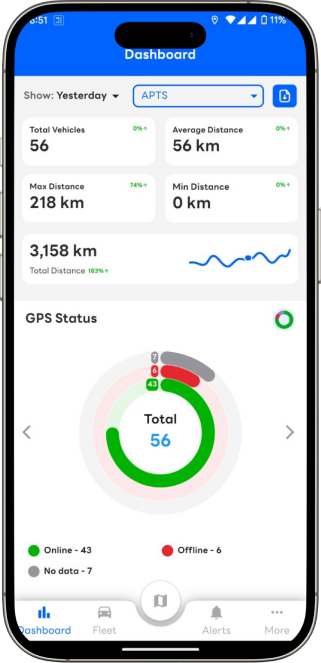 6:51 11%
Dashboard
Show: Yesterday APTS
Total Vehicles 0%↑
56
Average Distance 0%↑
56 km
Max Distance 74%↑
218 km
Min Distance 0%↑
0 km
3,158 km
Total Distance 183%↑
GPS Status
7
6
43
Total
56
Online - 43
Offline - 6
No data - 7
Dashboard Fleet Alerts More